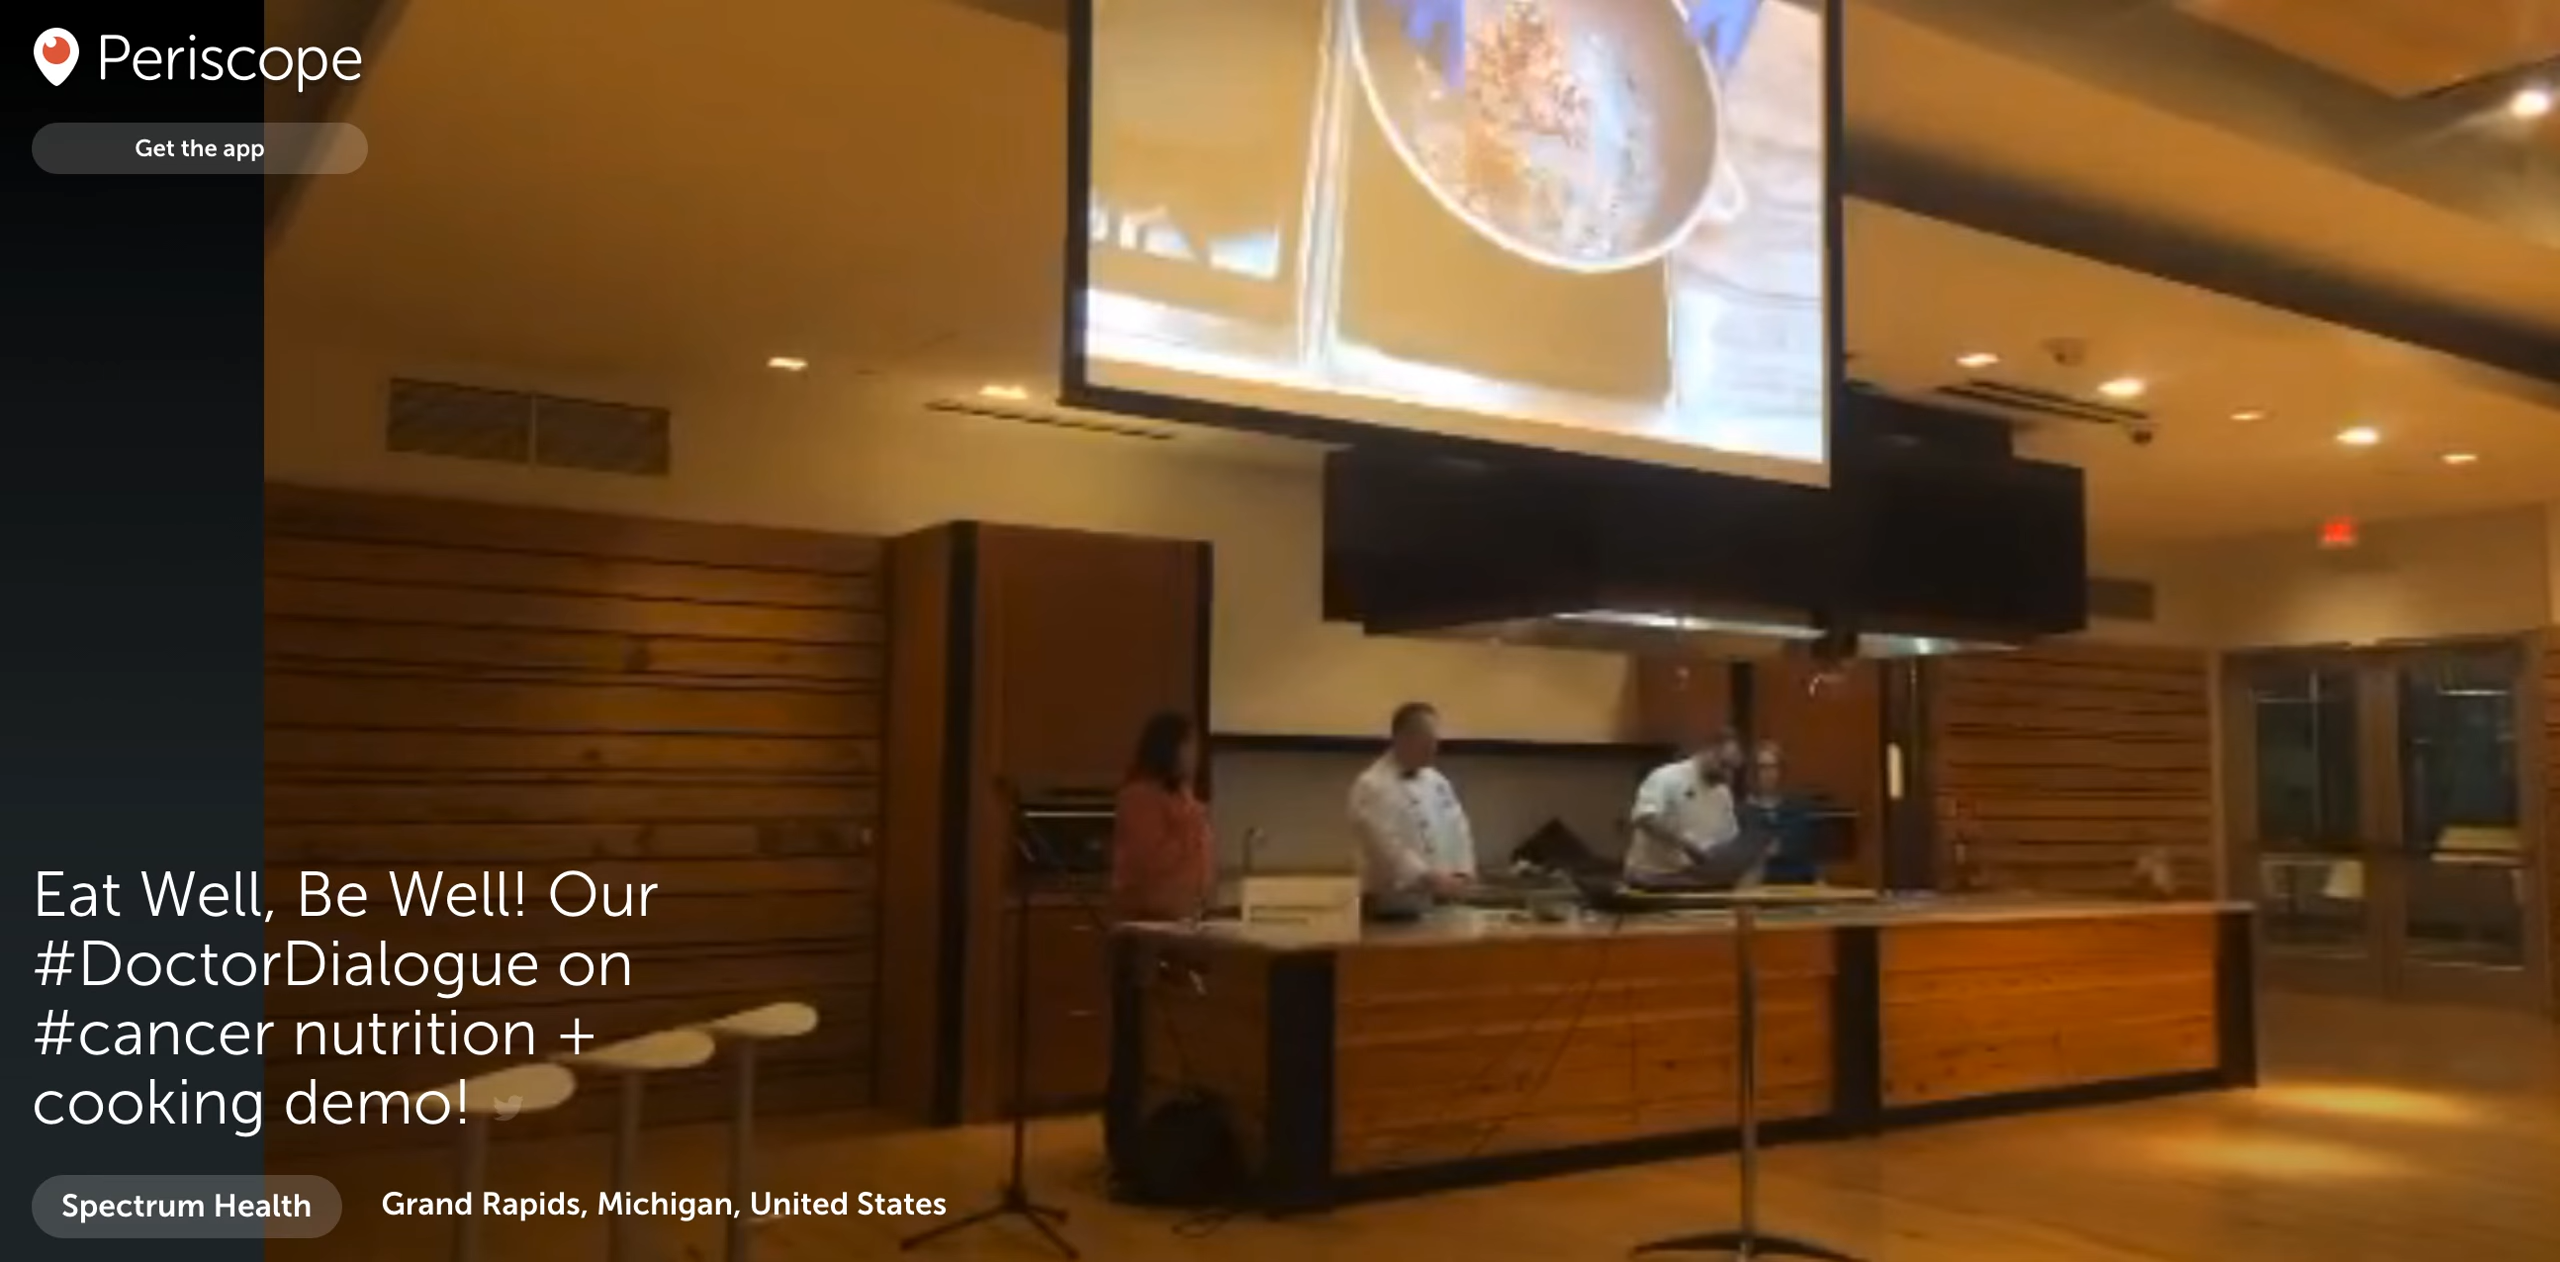 Periscope
Get the app
Eat Well, Be Well! Our
#DoctorDialogue on
#cancer nutrition +
cooking demo!
Spectrum Health
Grand Rapids, Michigan, United States